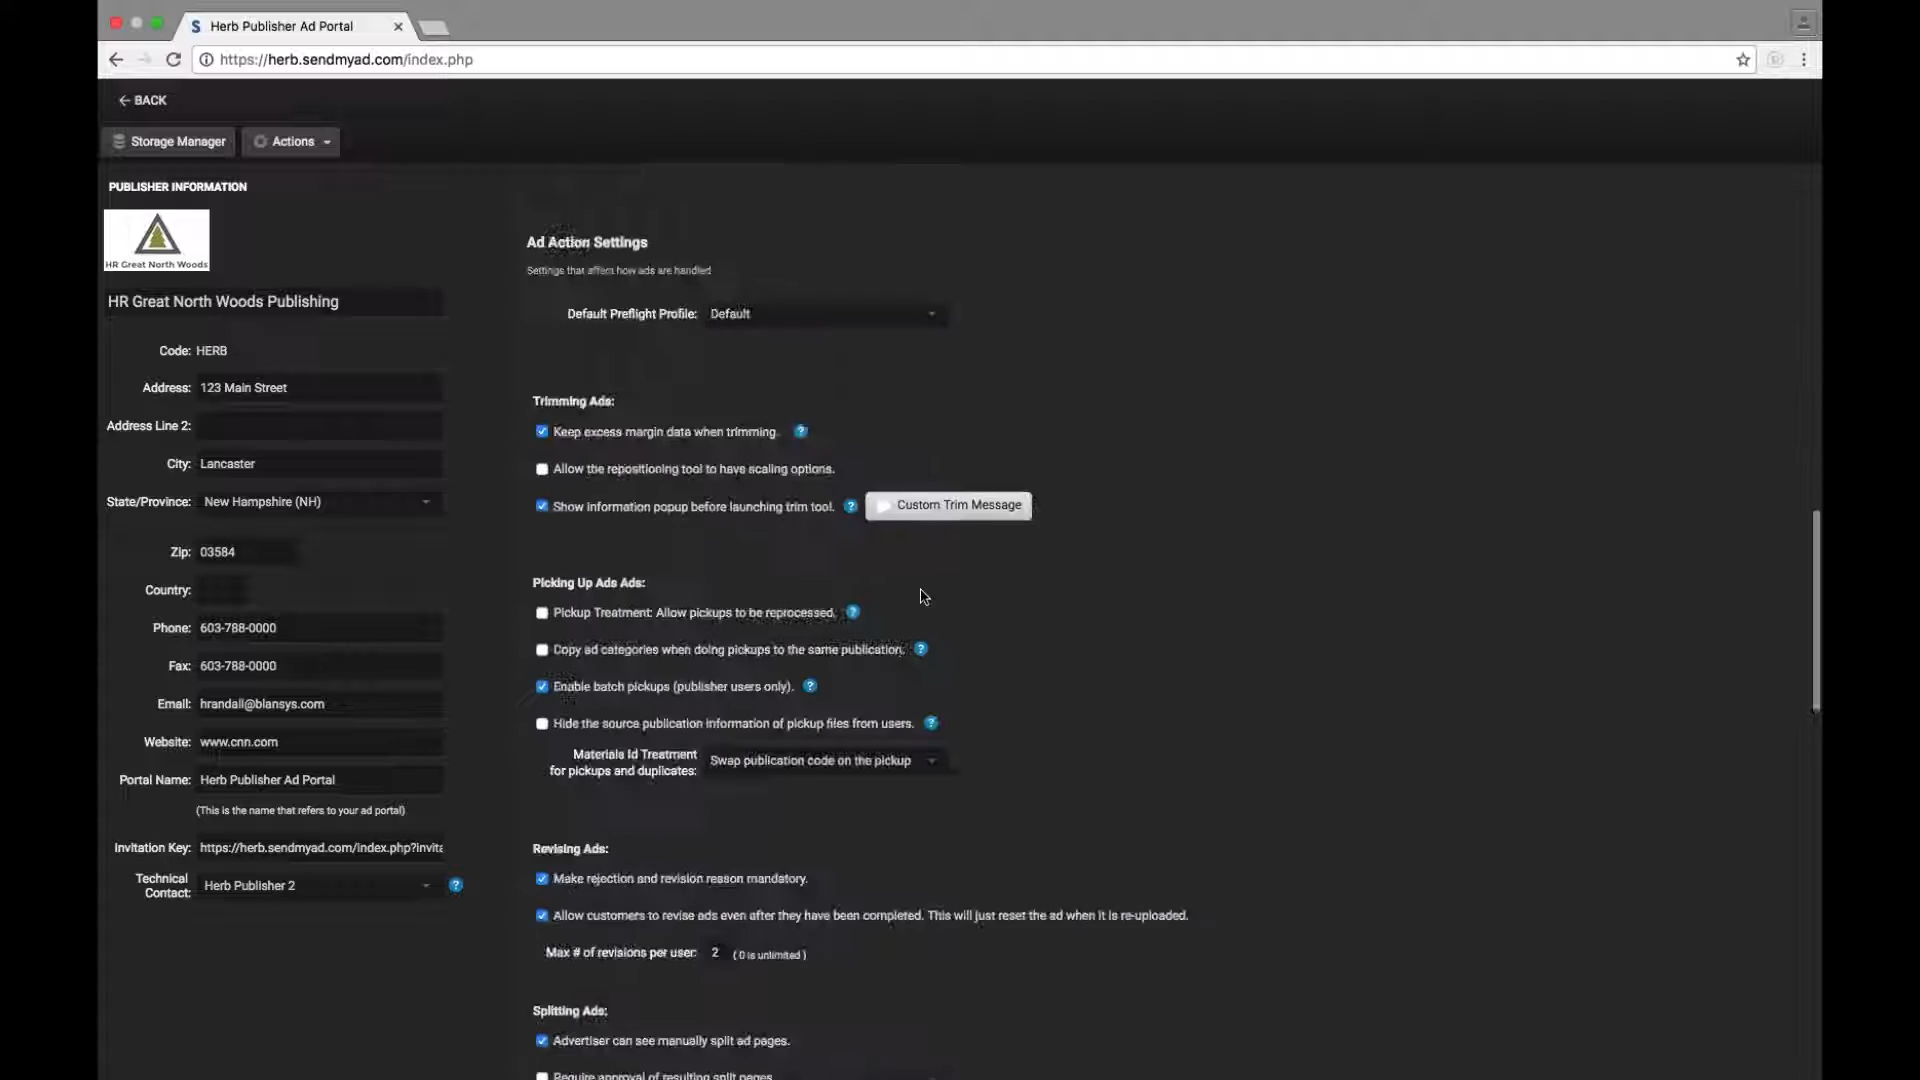 S Herb Publisher Ad Portal
https://herb.sendmyad.com/index.php
BACK
Storage Manager
Actions
PUBLISHER INFORMATION
HR Great North Woods
HR Great North Woods Publishing
Code: HERB
Address: 123 Main Street
Address Line 2:
City: Lancaster
State/Province: New Hampshire (NH)
Zip: 03584
Country:
Phone: 603-788-0000
Fax: 603-788-0000
Email: hrandall@blansys.com
Website: www.cnn.com
Portal Name: Herb Publisher Ad Portal
(This is the name that refers to your ad portal)
Invitation Key: https://herb.sendmyad.com/index.php?invita
Technical
Contact: Herb Publisher 2 ?
Ad Action Settings
Settings that affect how ads are handled
Default Preflight Profile: Default
Trimming Ads:
Keep excess margin data when trimming. ?
Allow the repositioning tool to have scaling options.
Show information popup before launching trim tool. ? Custom Trim Message
Picking Up Ads Ads:
Pickup Treatment: Allow pickups to be reprocessed. ?
Copy ad categories when doing pickups to the same publication. ?
Enable batch pickups (publisher users only). ?
Hide the source publication information of pickup files from users. ?
Materials Id Treatment
for pickups and duplicates: Swap publication code on the pickup
Revising Ads:
Make rejection and revision reason mandatory.
Allow customers to revise ads even after they have been completed. This will just reset the ad when it is re-uploaded.
Max # of revisions per user: 2 ( 0 is unlimited )
Splitting Ads:
Advertiser can see manually split ad pages.
Require approval of resulting split pages